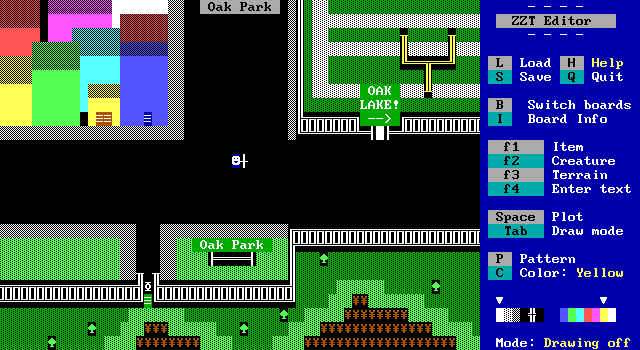 Oak Park
OAK
LAKE!
-->
Oak Park
- - - -
ZZT Editor
- - - -
L Load H Help
S Save Q Quit
B Switch boards
I Board Info
f1 Item
f2 Creature
f3 Terrain
f4 Enter text
Space Plot
Tab Draw mode
P Pattern
C Color: Yellow
Mode: Drawing off